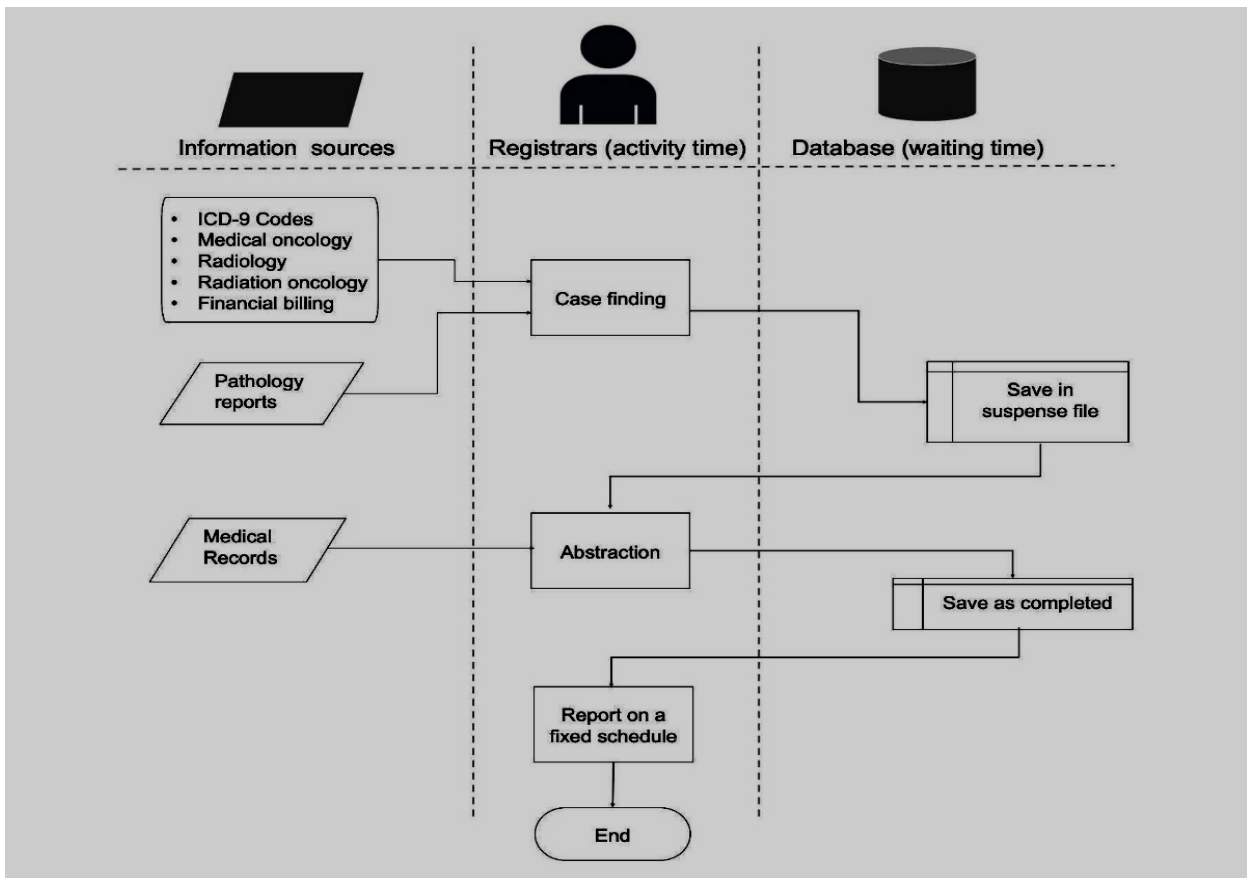 Information sources
Registrars (activity time)
Database (waiting time)
• ICD-9 Codes
• Medical oncology
• Radiology
• Radiation oncology
• Financial billing
Case finding
Pathology
reports
Save in
suspense file
Medical
Records
Abstraction
Save as completed
Report on a
fixed schedule
End